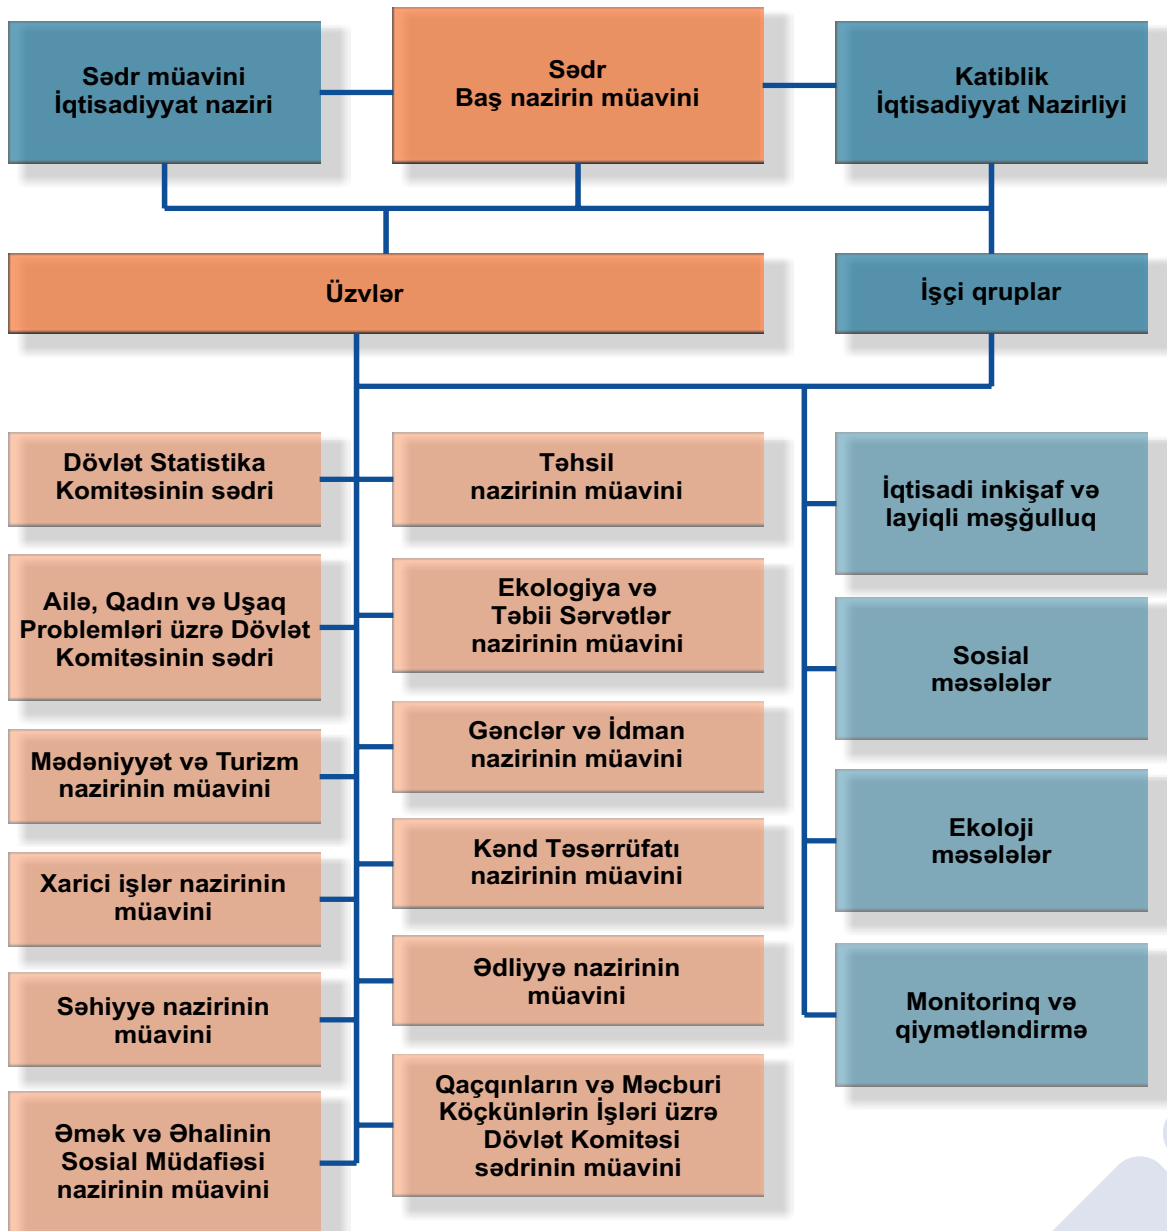 Sədr müavini
İqtisadiyyat naziri
Sədr
Baş nazirin müavini
Katiblik
İqtisadiyyat Nazirliyi
Üzvlər
İşçi qruplar
Dövlət Statistika
Komitəsinin sədri
Ailə, Qadın və Uşaq
Problemləri üzrə Dövlət
Komitəsinin sədri
Mədəniyyət və Turizm
nazirinin müavini
Xarici işlər nazirinin
müavini
Səhiyyə nazirinin
müavini
Əmək və Əhalinin
Sosial Müdafiəsi
nazirinin müavini
Təhsil
nazirinin müavini
Ekologiya və
Təbii Sərvətlər
nazirinin müavini
Gənclər və İdman
nazirinin müavini
Kənd Təsərrüfatı
nazirinin müavini
Ədliyyə nazirinin
müavini
Qaçqınların və Məcburi
Köçkünlərin İşləri üzrə
Dövlət Komitəsi
sədrinin müavini
İqtisadi inkişaf və
layiqli məşğulluq
Sosial
məsələlər
Ekoloji
məsələlər
Monitorinq və
qiymətləndirmə